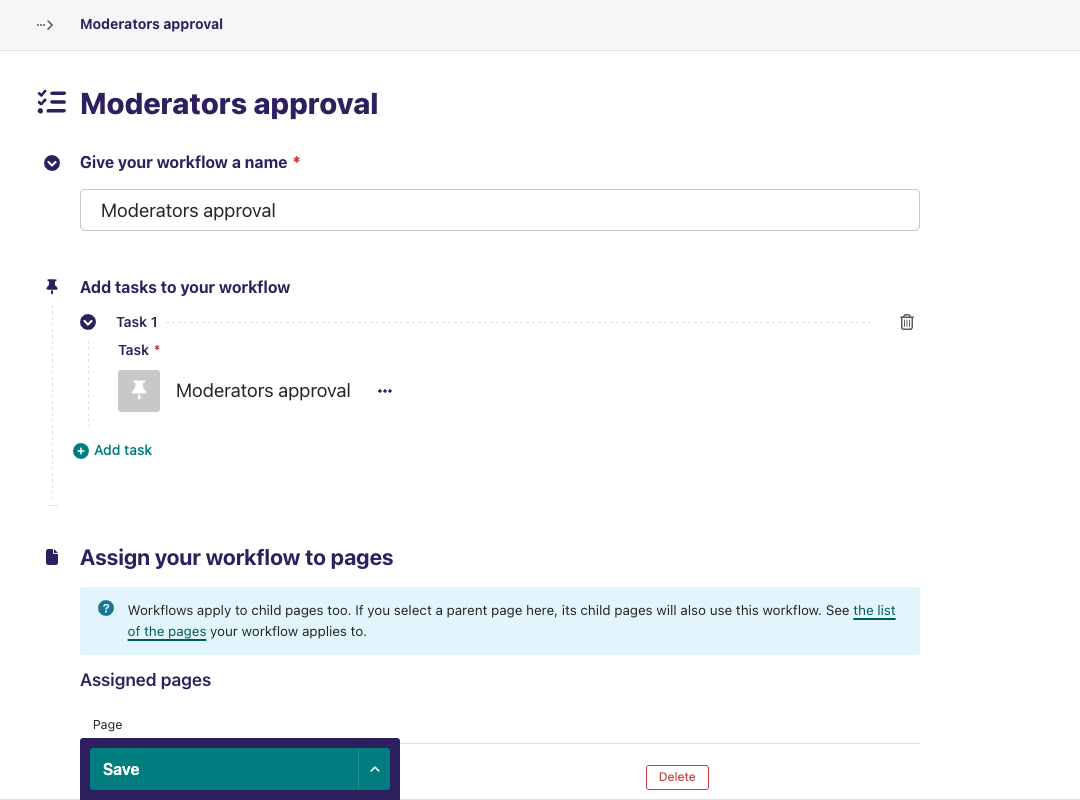 Moderators approval
Moderators approval
Give your workflow a name *
Moderators approval
Add tasks to your workflow
Task 1
Task *
Moderators approval
Add task
Assign your workflow to pages
Workflows apply to child pages too. If you select a parent page here, its child pages will also use this workflow. See the list
of the pages your workflow applies to.
Assigned pages
Page
Save
Delete